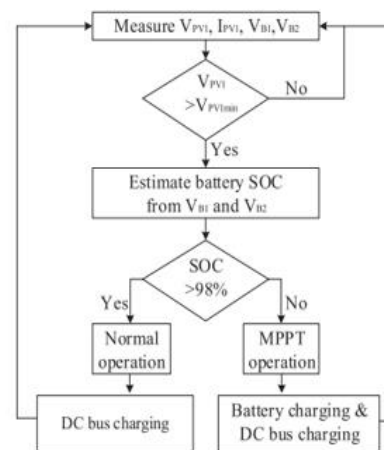 Measure V_PV1, I_PV1, V_B1,V_B2
V_PV1
>V_PV1min
No
Yes
Estimate battery SOC
from V_B1 and V_B2
SOC
>98%
Yes
No
Normal
operation
MPPT
operation
DC bus charging
Battery charging &
DC bus charging